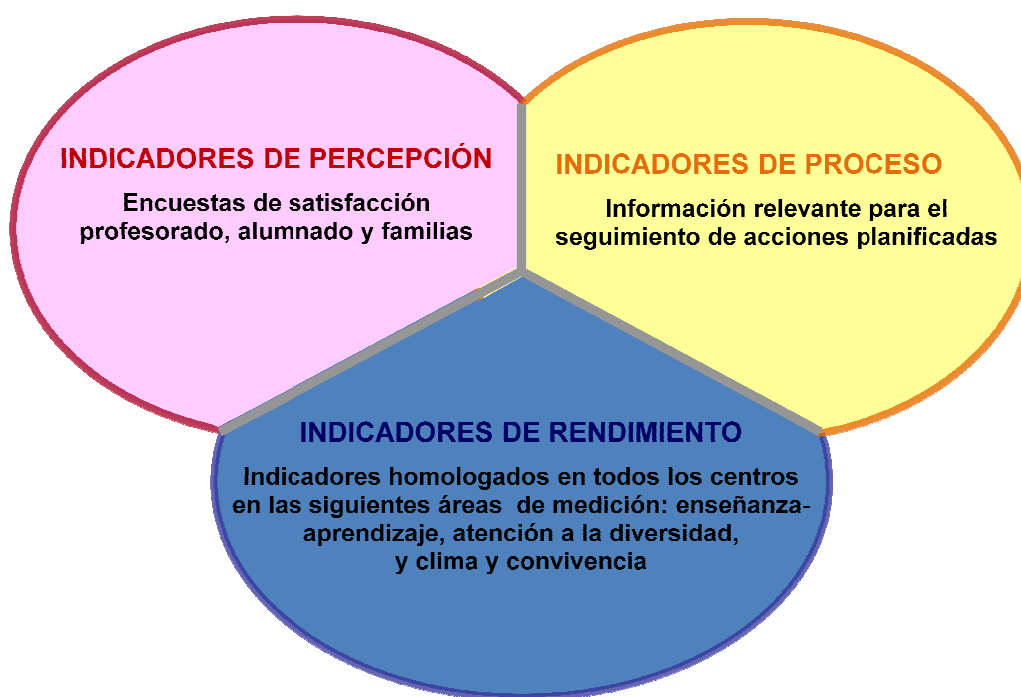 INDICADORES DE PERCEPCIÓN
Encuestas de satisfacción
profesorado, alumnado y familias
INDICADORES DE PROCESO
Información relevante para el
seguimiento de acciones planificadas
INDICADORES DE RENDIMIENTO
Indicadores homologados en todos los centros
en las siguientes áreas de medición: enseñanza-
aprendizaje, atención a la diversidad,
y clima y convivencia